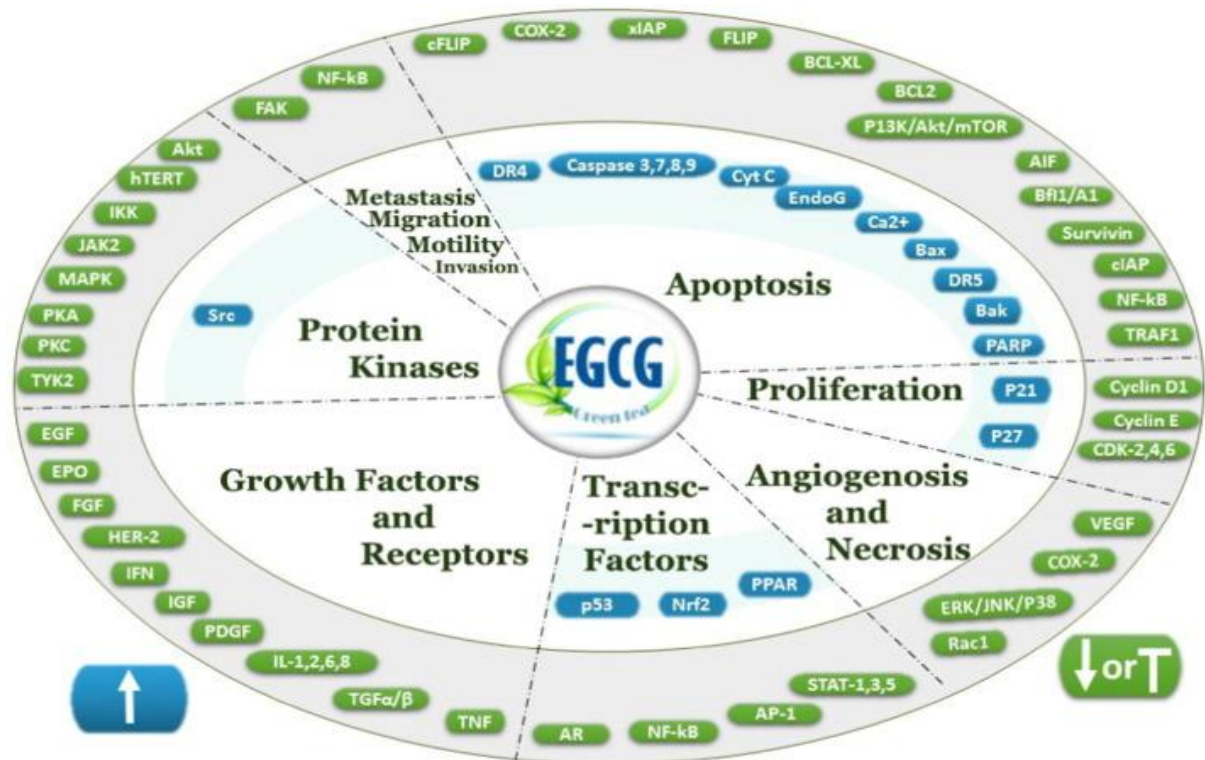 cFLIP
COX-2
xIAP
FLIP
BCL-XL
BCL2
P13K/Akt/mTOR
AIF
Bfl1/A1
Survivin
cIAP
NF-kB
TRAF1
NF-kB
FAK
Akt
hTERT
IKK
JAK2
MAPK
PKA
PKC
TYK2
DR4
Caspase 3,7,8,9
Cyt C
EndoG
Ca2+
Bax
DR5
Bak
PARP
Metastasis
Migration
Motility
Invasion
Apoptosis
Src
Protein
Kinases
EGCG
Green tea
Proliferation
P21
P27
Cyclin D1
Cyclin E
CDK-2,4,6
Growth Factors
and
Receptors
Transc-
-ription
Factors
Angiogenosis
and
Necrosis
p53
Nrf2
PPAR
EGF
EPO
FGF
HER-2
IFN
IGF
PDGF
IL-1,2,6,8
TGFα/β
TNF
AR
NF-kB
AP-1
STAT-1,3,5
VEGF
COX-2
ERK/JNK/P38
Rac1
↑
↓or T